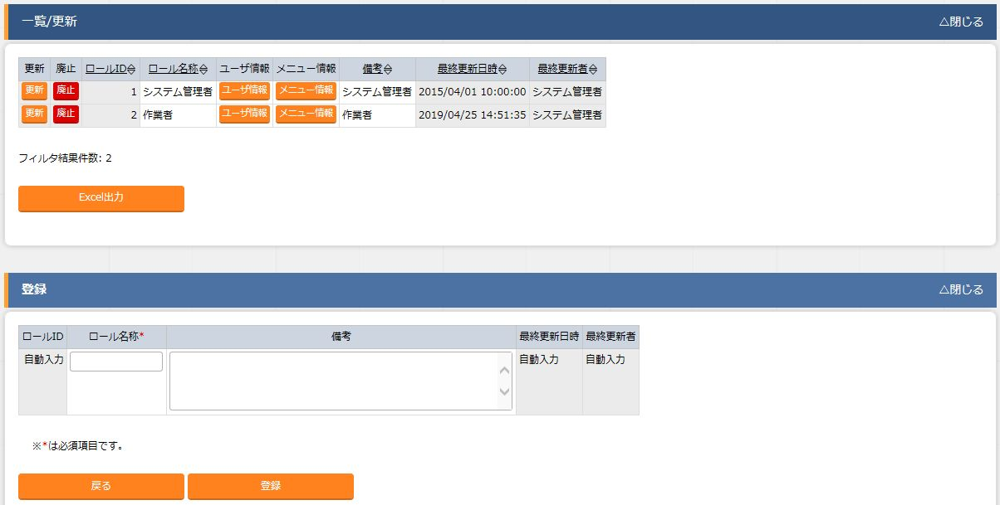 一覧/更新 △閉じる
更新 廃止 ロールID ロール名称 ユーザ情報 メニュー情報 備考 最終更新日時 最終更新者
更新 廃止 1 システム管理者 ユーザ情報 メニュー情報 システム管理者 2015/04/01 10:00:00 システム管理者
更新 廃止 2 作業者 ユーザ情報 メニュー情報 作業者 2019/04/25 14:51:35 システム管理者
フィルタ結果件数: 2
Excel出力
登録 △閉じる
ロールID ロール名称* 備考 最終更新日時 最終更新者
自動入力 自動入力 自動入力
※*は必須項目です。
戻る 登録